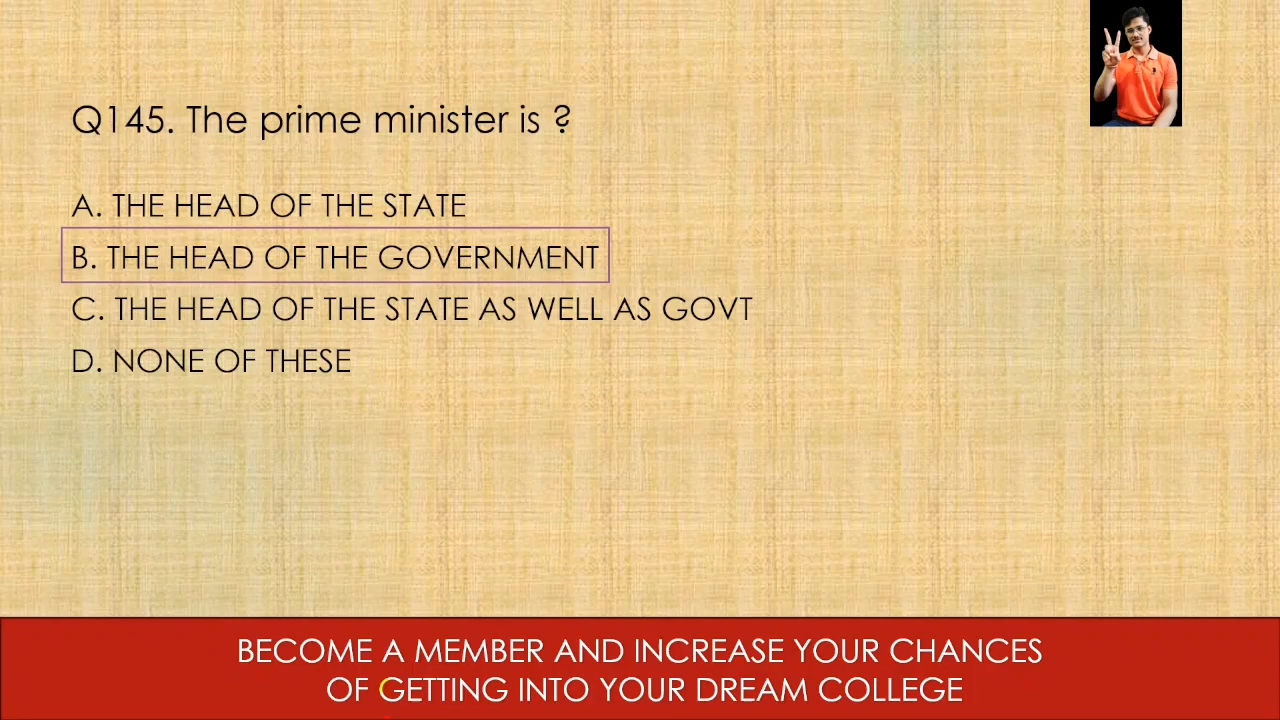 Q145. The prime minister is ?
A. THE HEAD OF THE STATE
B. THE HEAD OF THE GOVERNMENT
C. THE HEAD OF THE STATE AS WELL AS GOVT
D. NONE OF THESE
BECOME A MEMBER AND INCREASE YOUR CHANCES
OF GETTING INTO YOUR DREAM COLLEGE